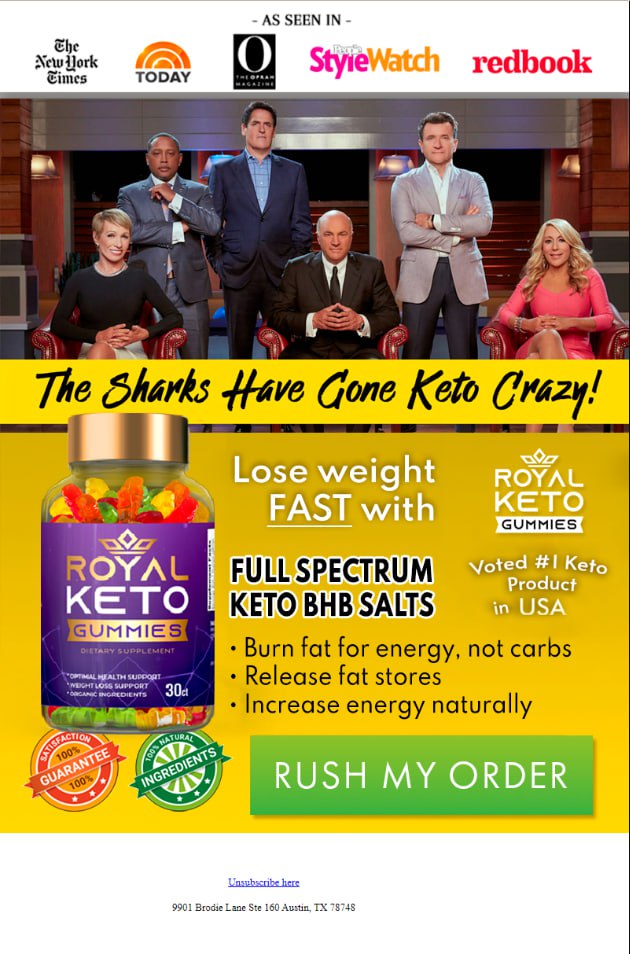 - AS SEEN IN -
The
New York
Times
TODAY
O
THE OPRAH
MAGAZINE
People
StyleWatch
redbook
The Sharks Have Gone Keto Crazy!
Lose weight
FAST with
ROYAL
KETO
GUMMIES
FULL SPECTRUM
KETO BHB SALTS
Voted #1 Keto
Product
in USA
• Burn fat for energy, not carbs
• Release fat stores
• Increase energy naturally
ROYAL
KETO
GUMMIES
DIETARY SUPPLEMENT
*OPTIMAL HEALTH SUPPORT
*WEIGHT LOSS SUPPORT
*ORGANIC INGREDIENTS
30ct
SATISFACTION
100%
GUARANTEE
100%
100% NATURAL
INGREDIENTS
RUSH MY ORDER
Unsubscribe here
9901 Brodie Lane Ste 160 Austin, TX 78748